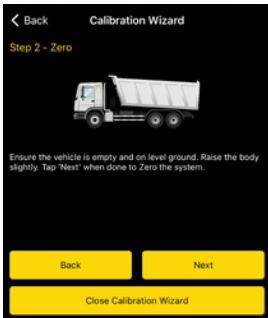 Back Calibration Wizard
Step 2 - Zero
Ensure the vehicle is empty and on level ground. Raise the body
slightly. Tap 'Next' when done to Zero the system.
Back Next
Close Calibration Wizard